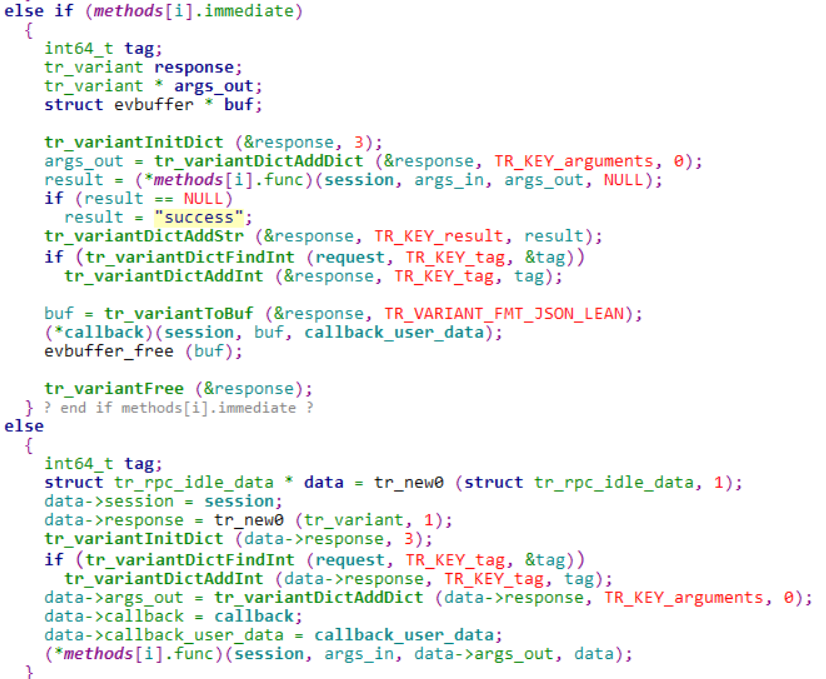 else if (methods[i].immediate)
{
int64_t tag;
tr_variant response;
tr_variant * args_out;
struct evbuffer * buf;
tr_variantInitDict (&response, 3);
args_out = tr_variantDictAddDict (&response, TR_KEY_arguments, 0);
result = (*methods[i].func)(session, args_in, args_out, NULL);
if (result == NULL)
result = "success";
tr_variantDictAddStr (&response, TR_KEY_result, result);
if (tr_variantDictFindInt (request, TR_KEY_tag, &tag))
tr_variantDictAddInt (&response, TR_KEY_tag, tag);
buf = tr_variantToBuf (&response, TR_VARIANT_FMT_JSON_LEAN);
(*callback)(session, buf, callback_user_data);
evbuffer_free (buf);
tr_variantFree (&response);
} ? end if methods[i].immediate ?
else
{
int64_t tag;
struct tr_rpc_idle_data * data = tr_new0 (struct tr_rpc_idle_data, 1);
data->session = session;
data->response = tr_new0 (tr_variant, 1);
tr_variantInitDict (data->response, 3);
if (tr_variantDictFindInt (request, TR_KEY_tag, &tag))
tr_variantDictAddInt (data->response, TR_KEY_tag, tag);
data->args_out = tr_variantDictAddDict (data->response, TR_KEY_arguments, 0);
data->callback = callback;
data->callback_user_data = callback_user_data;
(*methods[i].func)(session, args_in, data->args_out, data);
}